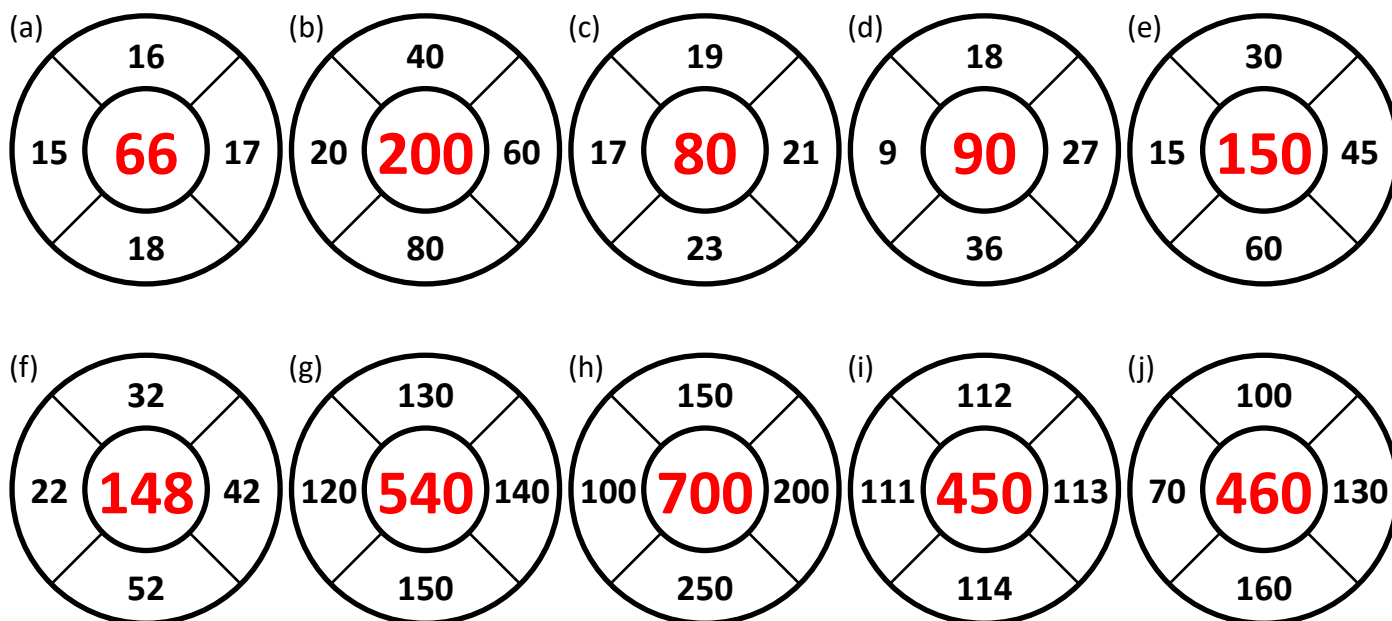 (a) (b) (c) (d) (e)
16 40 19 18 30
15 66 17 20 200 60 17 80 21 9 90 27 15 150 45
18 80 23 36 60
(f) (g) (h) (i) (j)
32 130 150 112 100
22 148 42 120 540 140 100 700 200 111 450 113 70 460 130
52 150 250 114 160